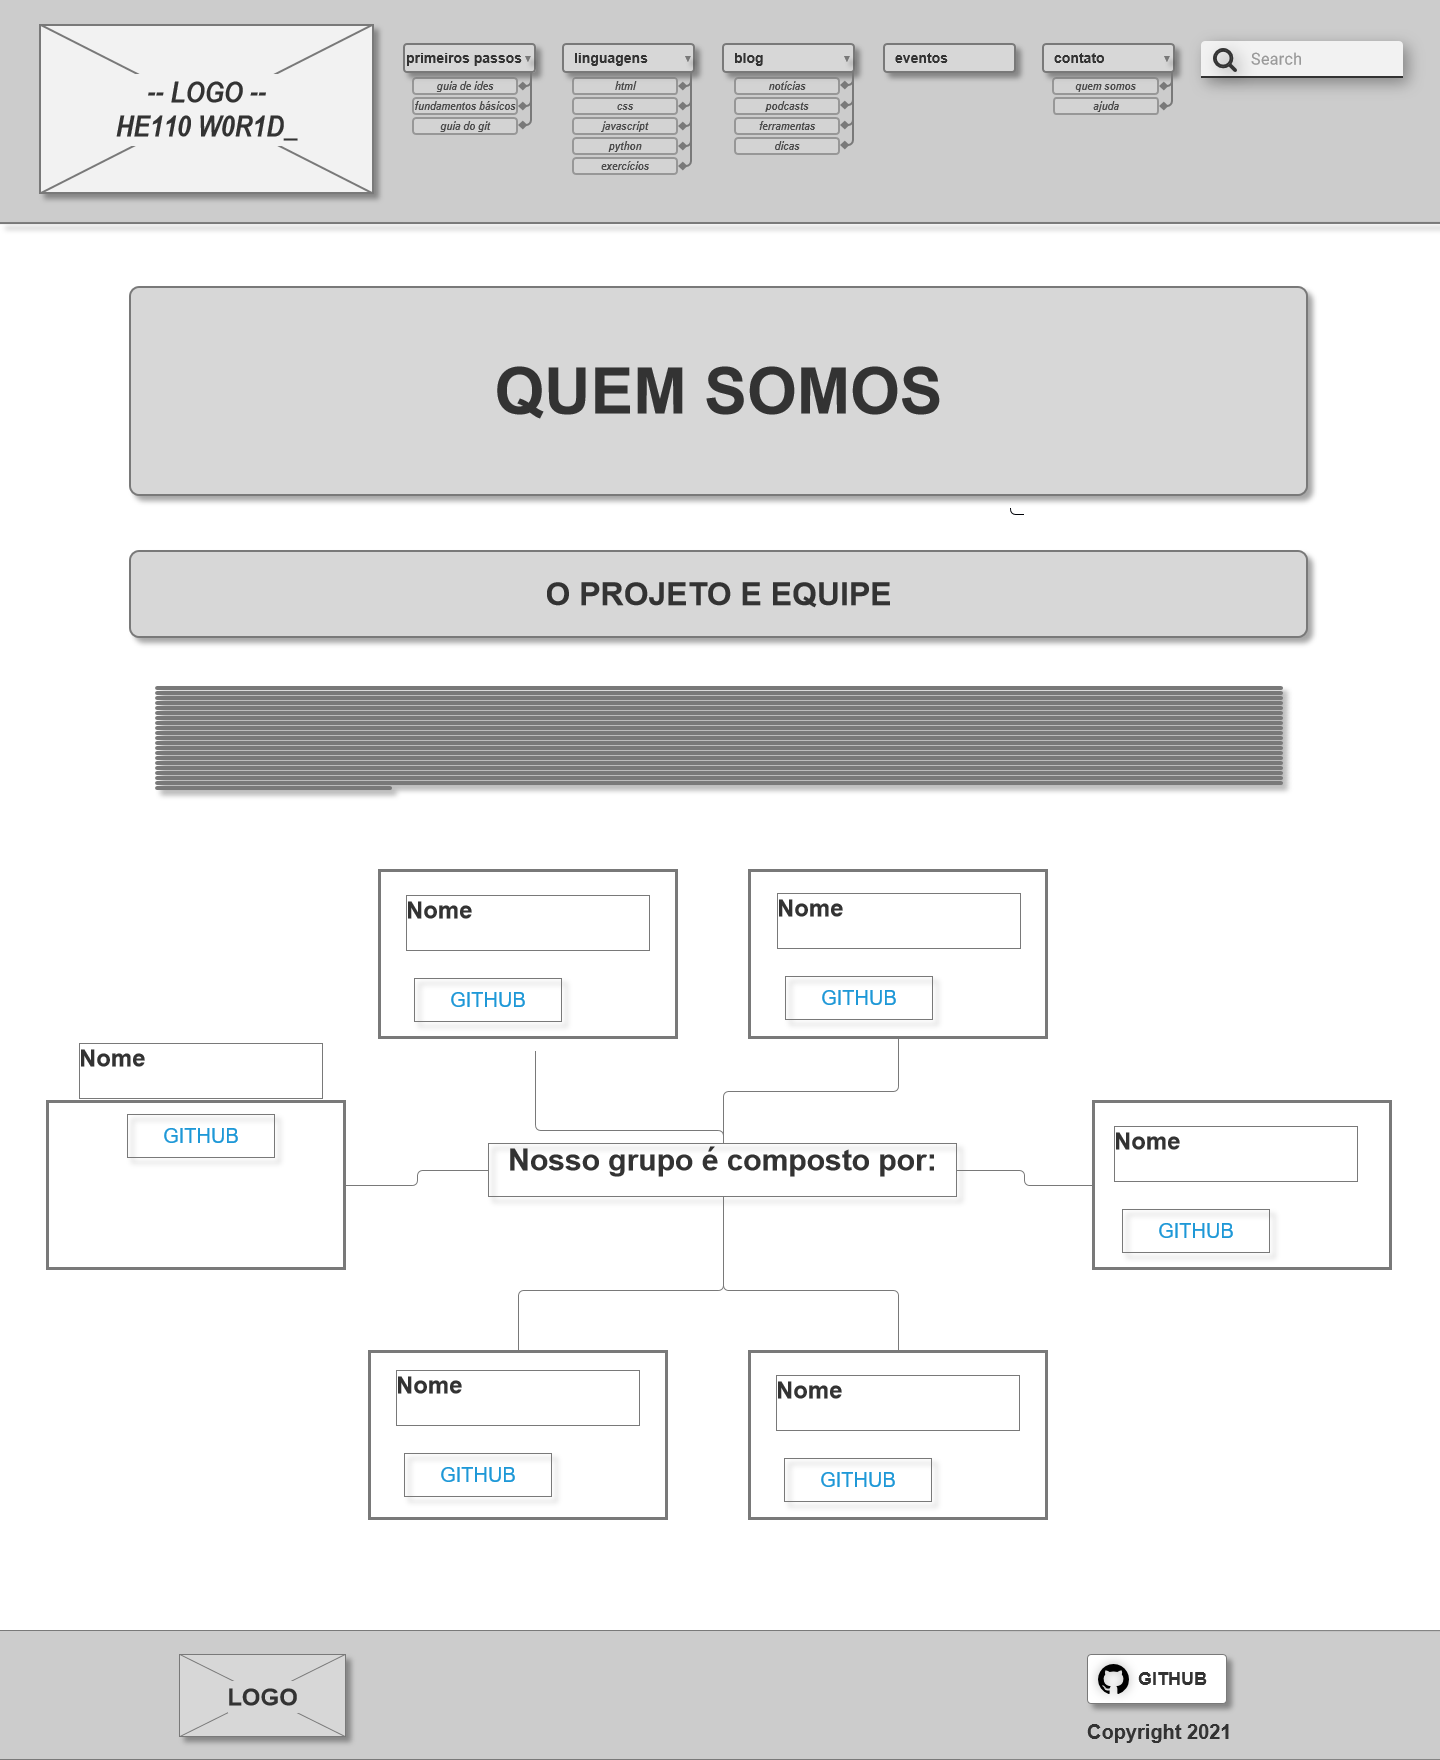 -- LOGO --
HE110 W0R1D_
primeiros passos
guia de ides
fundamentos básicos
guia do git
linguagens
html
css
javascript
python
exercícios
blog
notícias
podcasts
ferramentas
dicas
eventos
contato
quem somos
ajuda
Search
QUEM SOMOS
O PROJETO E EQUIPE
Nome
GITHUB
Nome
GITHUB
Nome
GITHUB
Nosso grupo é composto por:
Nome
GITHUB
Nome
GITHUB
Nome
GITHUB
LOGO
GITHUB
Copyright 2021